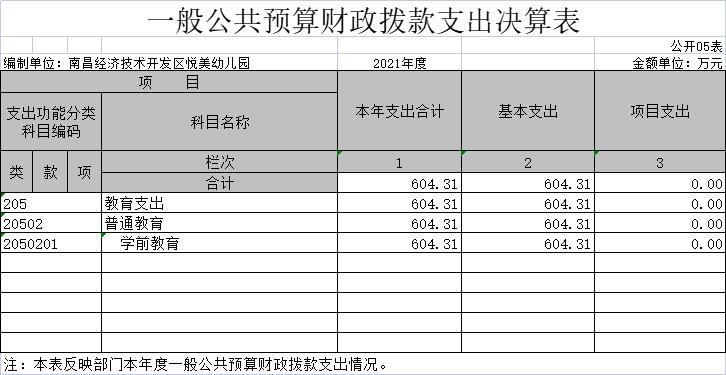 一般公共预算财政拨款支出决算表
公开05表
编制单位：南昌经济技术开发区悦美幼儿园 2021年度 金额单位：万元
项 目 本年支出合计 基本支出 项目支出
支出功能分类科目编码 科目名称
类 款 项 栏次 1 2 3
合计 604.31 604.31 0.00
205 教育支出 604.31 604.31 0.00
20502 普通教育 604.31 604.31 0.00
2050201 学前教育 604.31 604.31 0.00
注：本表反映部门本年度一般公共预算财政拨款支出情况。